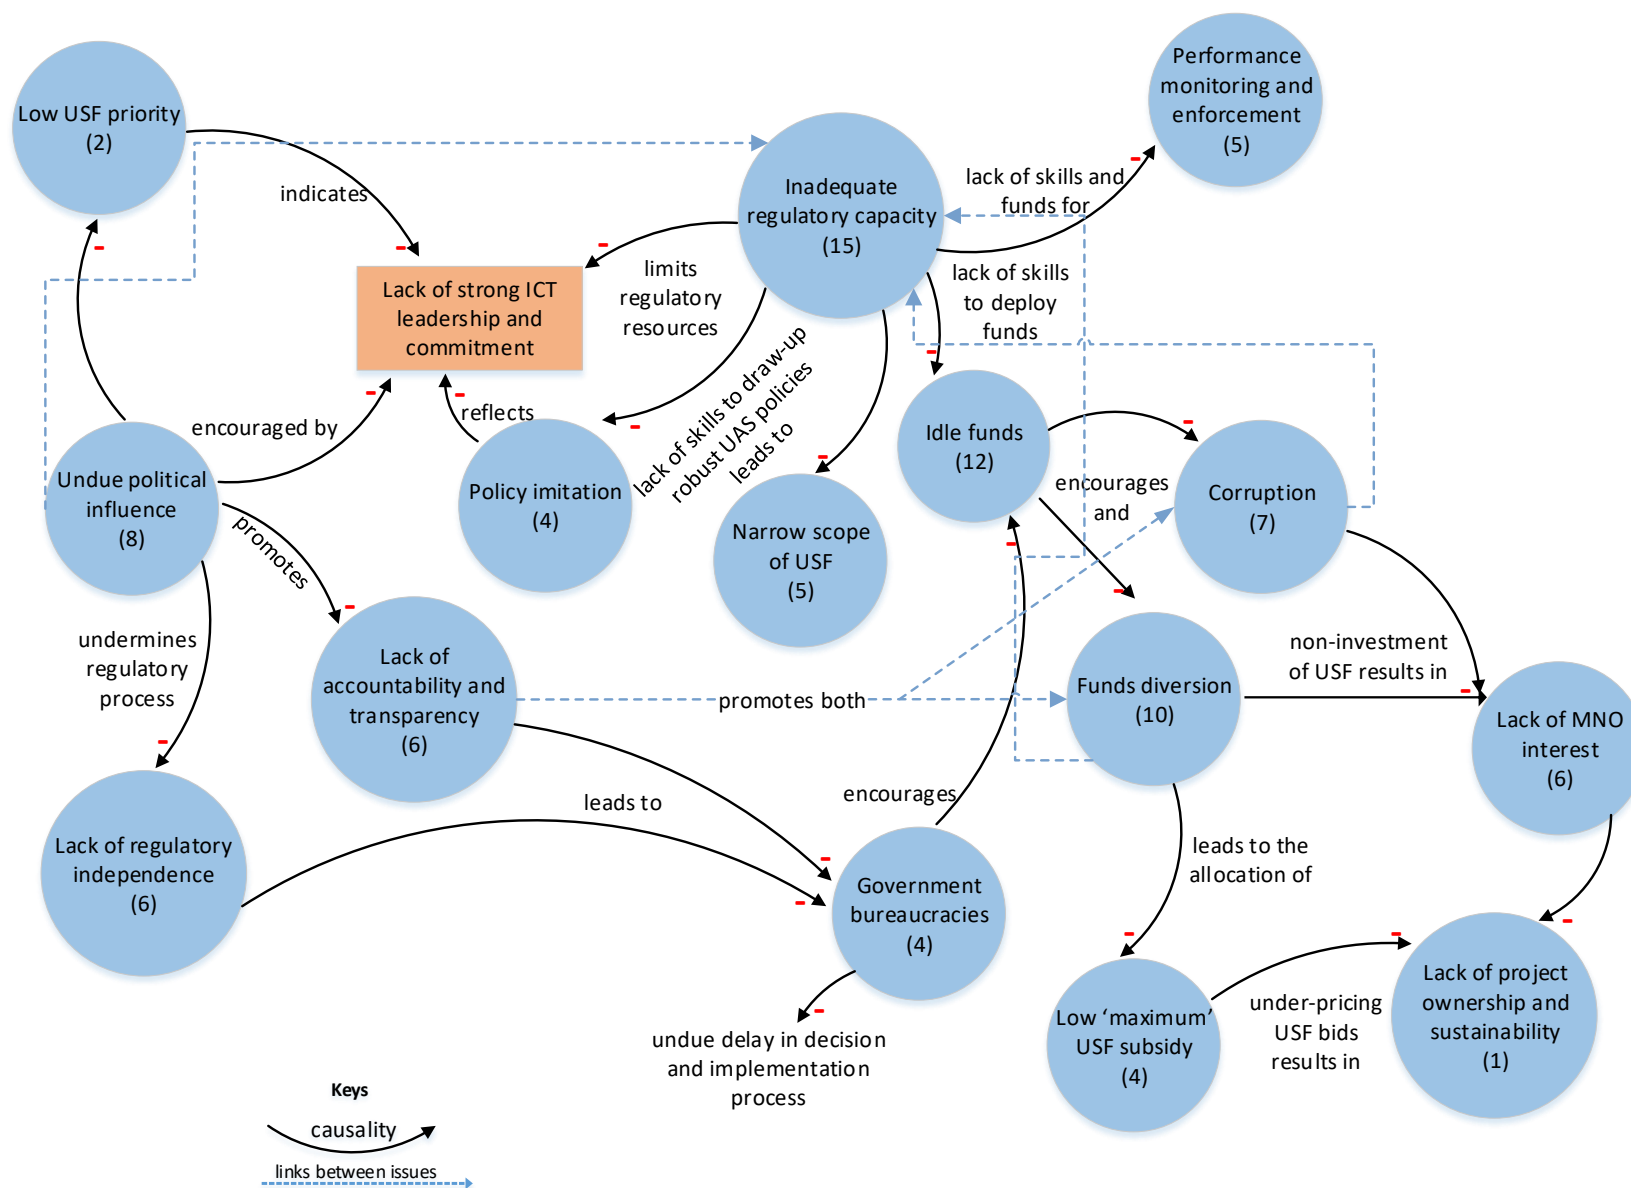 Low USF priority
(2)
indicates
Lack of strong ICT
leadership and
commitment
Inadequate
regulatory capacity
(15)
Performance
monitoring and
enforcement
(5)
lack of skills and
funds for
lack of skills
to deploy
funds
limits
regulatory
resources
lack of skills to draw-up
robust UAS policies
leads to
encouraged by
reflects
Undue political
influence
(8)
Policy imitation
(4)
Narrow scope
of USF
(5)
Idle funds
(12)
encourages
and
Corruption
(7)
promotes
undermines
regulatory
process
Lack of
accountability and
transparency
(6)
promotes both
Funds diversion
(10)
non-investment
of USF results in
Lack of MNO
interest
(6)
leads to
encourages
Lack of regulatory
independence
(6)
Government
bureaucracies
(4)
leads to the
allocation of
undue delay in decision
and implementation
process
Low ‘maximum’
USF subsidy
(4)
under-pricing
USF bids
results in
Lack of project
ownership and
sustainability
(1)
Keys
causality
links between issues